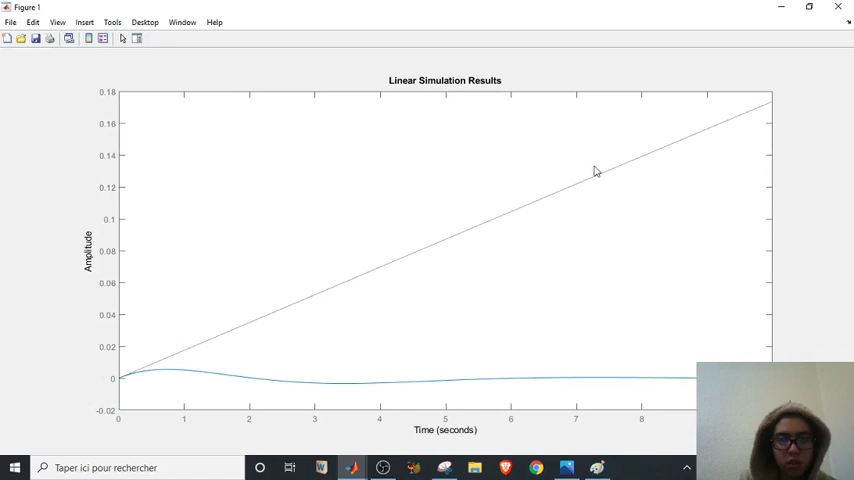 Figure 1
File Edit View Insert Tools Desktop Window Help
Linear Simulation Results
0.18
0.16
0.14
0.12
0.1
0.08
0.06
0.04
0.02
0
-0.02
Amplitude
0 1 2 3 4 5 6 7 8
Time (seconds)
Taper ici pour rechercher